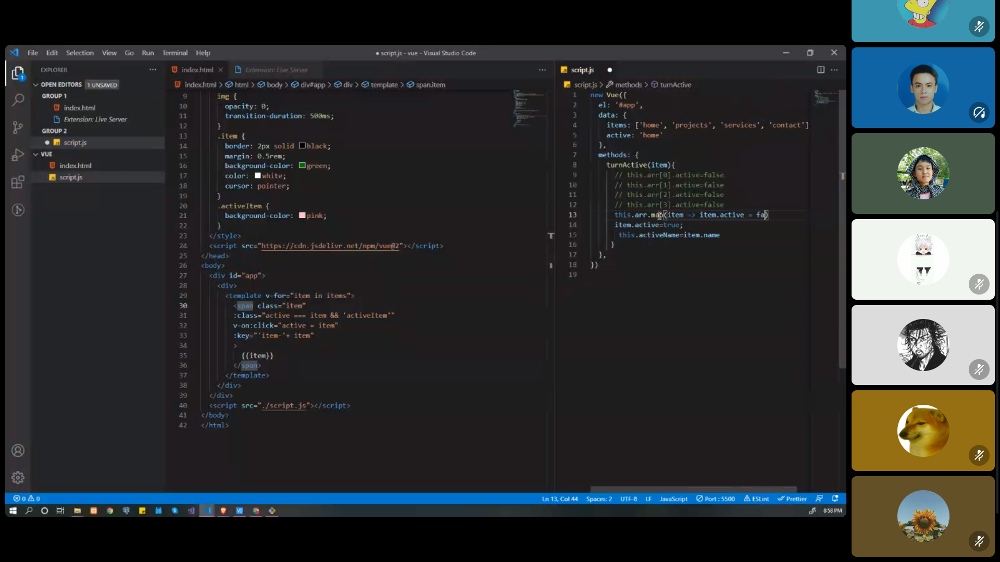 File Edit Selection View Go Run Terminal Help
● script.js - vue - Visual Studio Code
EXPLORER
OPEN EDITORS 1 UNSAVED
GROUP 1
index.html
Extension: Live Server
GROUP 2
script.js
VUE
index.html
script.js
1
index.html
Extension: Live Server
index.html > html > body > div#app > div > template > span.item
9 img {
10 opacity: 0;
11 transition-duration: 500ms;
12 }
13 .item {
14 border: 2px solid black;
15 margin: 0.5rem;
16 background-color: green;
17 color: white;
18 cursor: pointer;
19 }
20 .activeItem {
21 background-color: pink;
22 }
23 </style>
24 <script src="https://cdn.jsdelivr.net/npm/vue@2"></script>
25 </head>
26 <body>
27 <div id="app">
28 <div>
29 <template v-for="item in items">
30 <span class="item"
31 :class="active === item && 'activeItem'"
32 v-on:click="active = item"
33 :key="'item-'+ item"
34 >
35 {{item}}
36 </span>
37 </template>
38 </div>
39 </div>
40 <script src="./script.js"></script>
41 </body>
42 </html>
script.js
script.js > methods > turnActive
1 new Vue({
2 el: '#app',
3 data: {
4 items: ['home', 'projects', 'services', 'contact']
5 active: 'home'
6 },
7 methods: {
8 turnActive(item){
9 // this.arr[0].active=false
10 // this.arr[1].active=false
11 // this.arr[2].active=false
12 // this.arr[3].active=false
13 this.arr.map(item => item.active = fa)
14 item.active=true;
15 this.activeName=item.name
16 }
17 },
18 })
19
0 0
Ln 13, Col 44 Spaces: 2 UTF-8 LF JavaScript Port : 5500 ESLint Prettier
8:58 PM